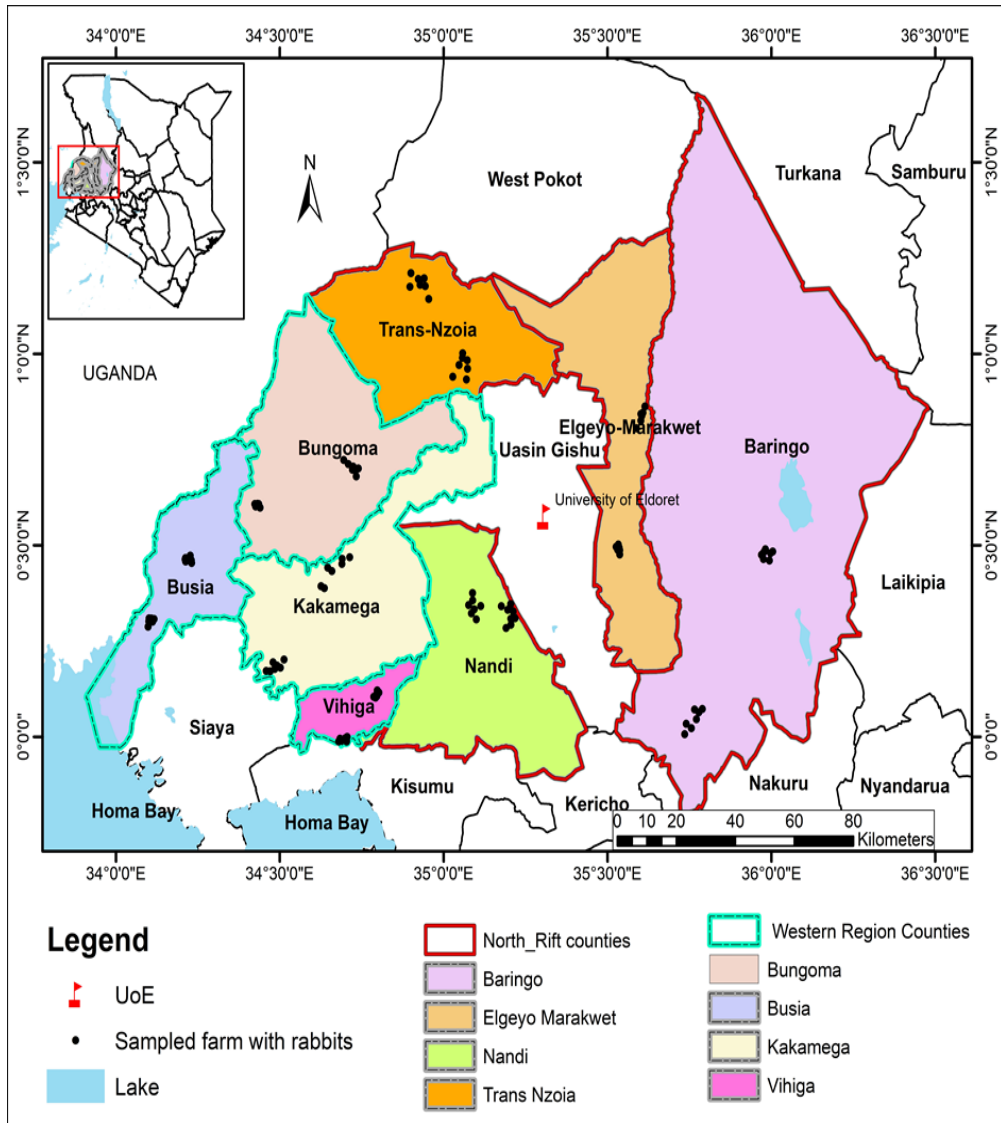 34°0'0"E
34°30'0"E
35°0'0"E
35°30'0"E
36°0'0"E
36°30'0"E
1°30'0"N
1°30'0"N
N
West Pokot
Turkana
Samburu
Trans-Nzoia
1°0'0"N
1°0'0"N
UGANDA
Elgeyo-Marakwet
Bungoma
Uasin Gishu
Baringo
University of Eldoret
0°30'0"N
0°30'0"N
Busia
Kakamega
Laikipia
Nandi
Vihiga
Siaya
0°0'0"
0°0'0"
Kisumu
Nakuru
Nyandarua
Homa Bay
Homa Bay
Kericho
0 10 20 40 60 80
Kilometers
34°0'0"E
34°30'0"E
35°0'0"E
35°30'0"E
36°0'0"E
36°30'0"E
Legend
UoE
Sampled farm with rabbits
Lake
North_Rift counties
Baringo
Elgeyo Marakwet
Nandi
Trans Nzoia
Western Region Counties
Bungoma
Busia
Kakamega
Vihiga